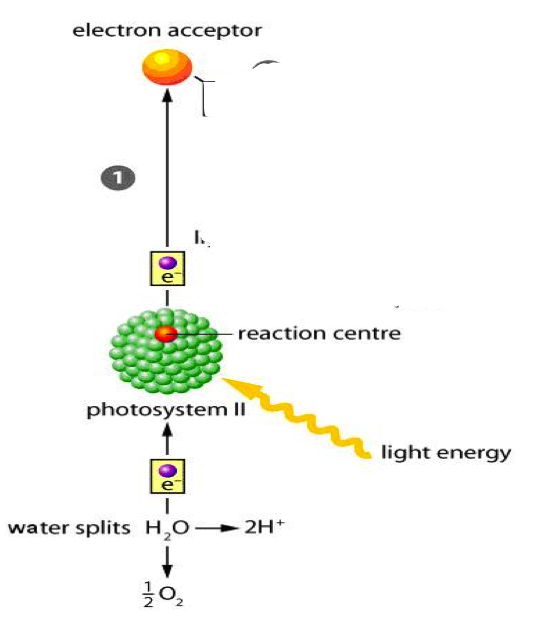 electron acceptor
1
e⁻
reaction centre
photosystem II
light energy
e⁻
water splits H₂O → 2H⁺
½O₂